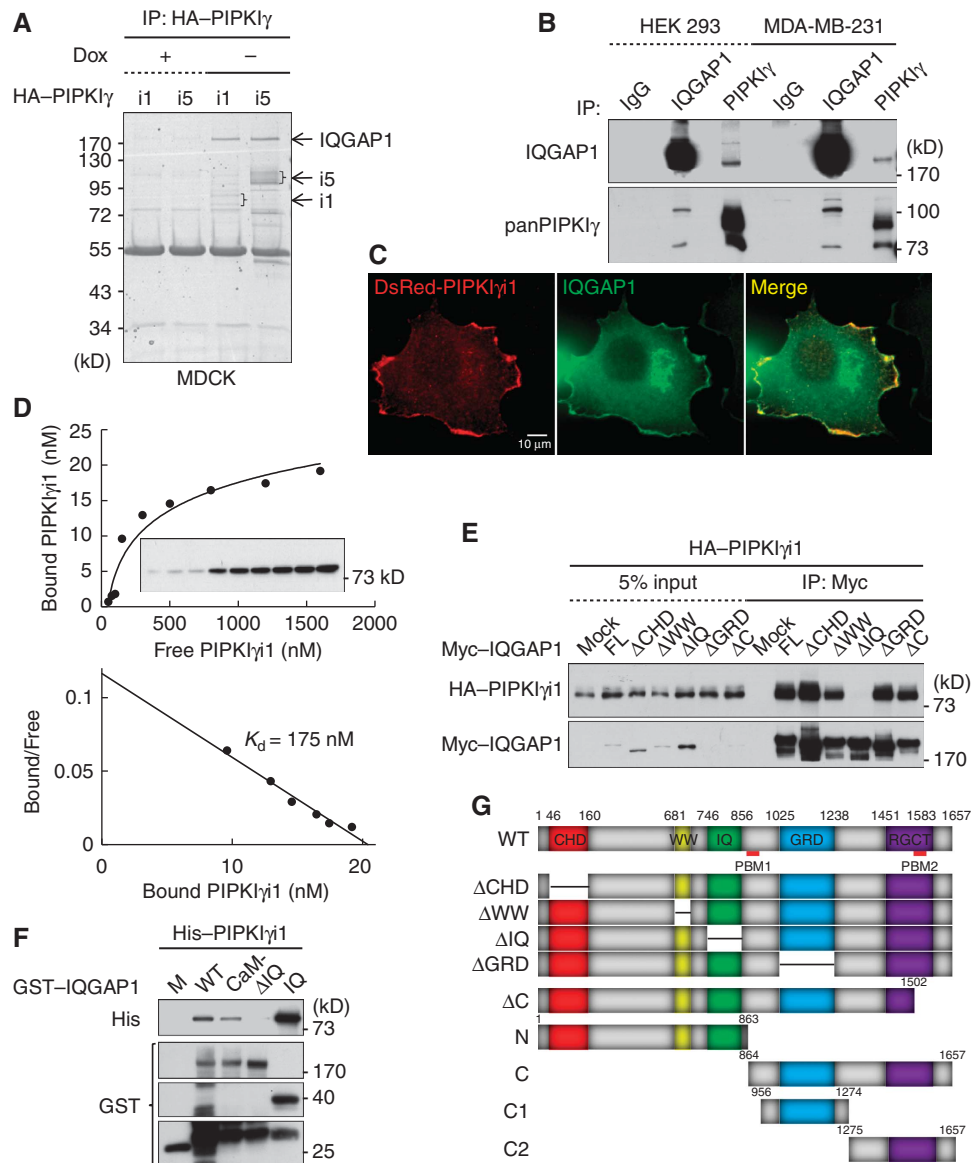 A
IP: HA–PIPKIγ
Dox + –
HA–PIPKIγ i1 i5 i1 i5
170
130
95
72
55
43
34
(kD)
IQGAP1
i5
i1
MDCK
B
HEK 293 MDA-MB-231
IP: IgG IQGAP1 PIPKIγ IgG IQGAP1 PIPKIγ
IQGAP1
(kD)
170
panPIPKIγ
100
73
C
DsRed-PIPKIγi1
IQGAP1
Merge
10 μm
D
Bound PIPKIγi1 (nM)
25
20
15
10
5
0
73 kD
0 500 1000 1500 2000
Free PIPKIγi1 (nM)
Bound/Free
0.1
0.05
0
Kd = 175 nM
10 20
Bound PIPKIγi1 (nM)
E
HA–PIPKIγi1
5% input IP: Myc
Myc–IQGAP1 Mock FL ΔCHD ΔWW ΔIQ ΔGRD ΔC Mock FL ΔCHD ΔWW ΔIQ ΔGRD ΔC
HA–PIPKIγi1
(kD)
73
Myc–IQGAP1
170
F
His–PIPKIγi1
GST–IQGAP1 M WT CaM- ΔIQ IQ
His
(kD)
73
GST
170
40
25
G
1 46 160 681 746 856 1025 1238 1451 1583 1657
WT CHD WW IQ GRD RGCT
PBM1 PBM2
ΔCHD
ΔWW
ΔIQ
ΔGRD
1502
ΔC
1 863
N
864 1657
C
956 1274
C1
1275 1657
C2